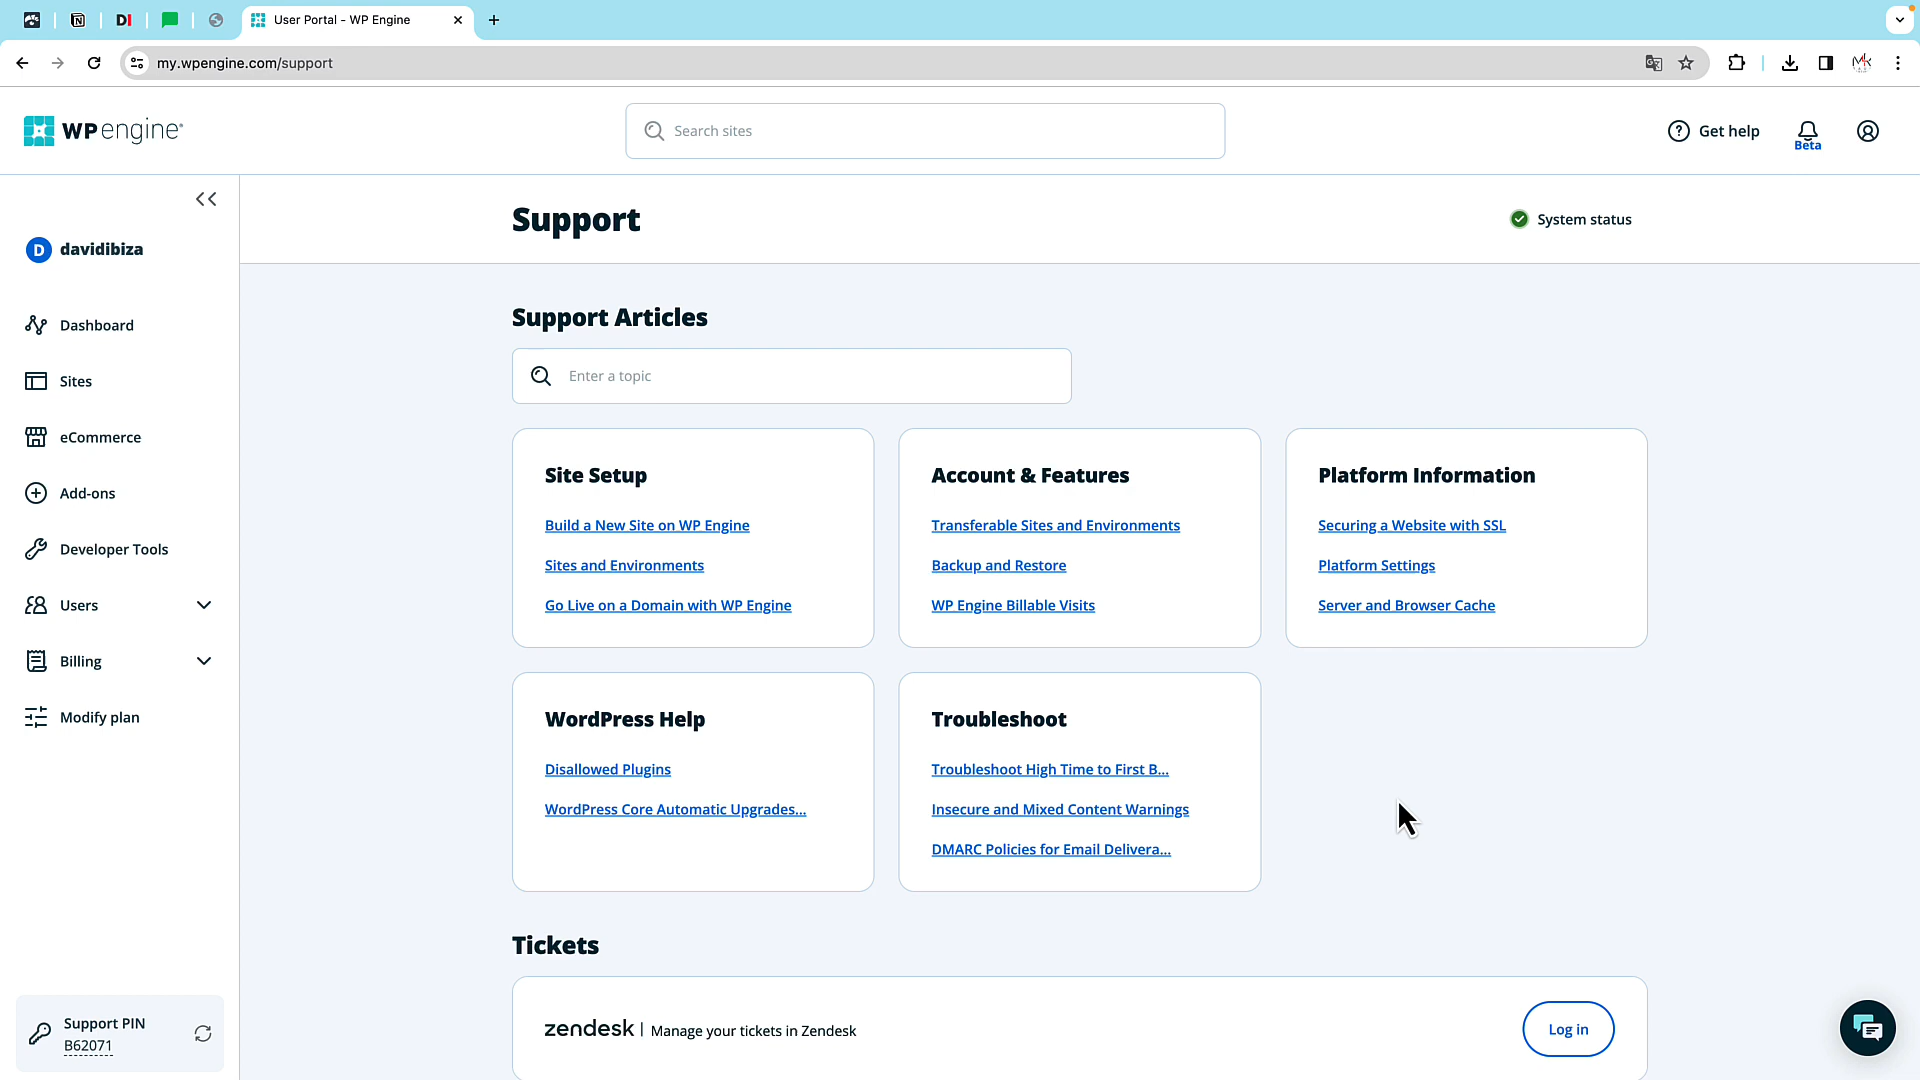 DI
User Portal - WP Engine
my.wpengine.com/support
WP engine
Search sites
Get help
Beta
Support
System status
D davidibiza
Dashboard
Sites
eCommerce
Add-ons
Developer Tools
Users
Billing
Modify plan
Support PIN
B62071
Support Articles
Enter a topic
Site Setup
Build a New Site on WP Engine
Sites and Environments
Go Live on a Domain with WP Engine
Account & Features
Transferable Sites and Environments
Backup and Restore
WP Engine Billable Visits
Platform Information
Securing a Website with SSL
Platform Settings
Server and Browser Cache
WordPress Help
Disallowed Plugins
WordPress Core Automatic Upgrades...
Troubleshoot
Troubleshoot High Time to First B...
Insecure and Mixed Content Warnings
DMARC Policies for Email Delivera...
Tickets
zendesk | Manage your tickets in Zendesk
Log in